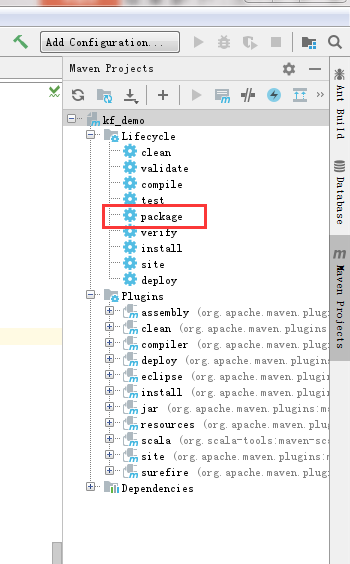 Add Configuration...
Maven Projects
kf_demo
Lifecycle
clean
validate
compile
test
package
verify
install
site
deploy
Plugins
assembly (org.apache.maven.plugins
clean (org.apache.maven.plugins
compiler (org.apache.maven.plug
deploy (org.apache.maven.plugin
eclipse (org.apache.maven.plugi
install (org.apache.maven.plugi
jar (org.apache.maven.plugins:m
resources (org.apache.maven.plu
scala (org.scala-tools:maven-sc
site (org.apache.maven.plugins:
surefire (org.apache.maven.plug
Dependencies
Ant Build
Database
Maven Projects